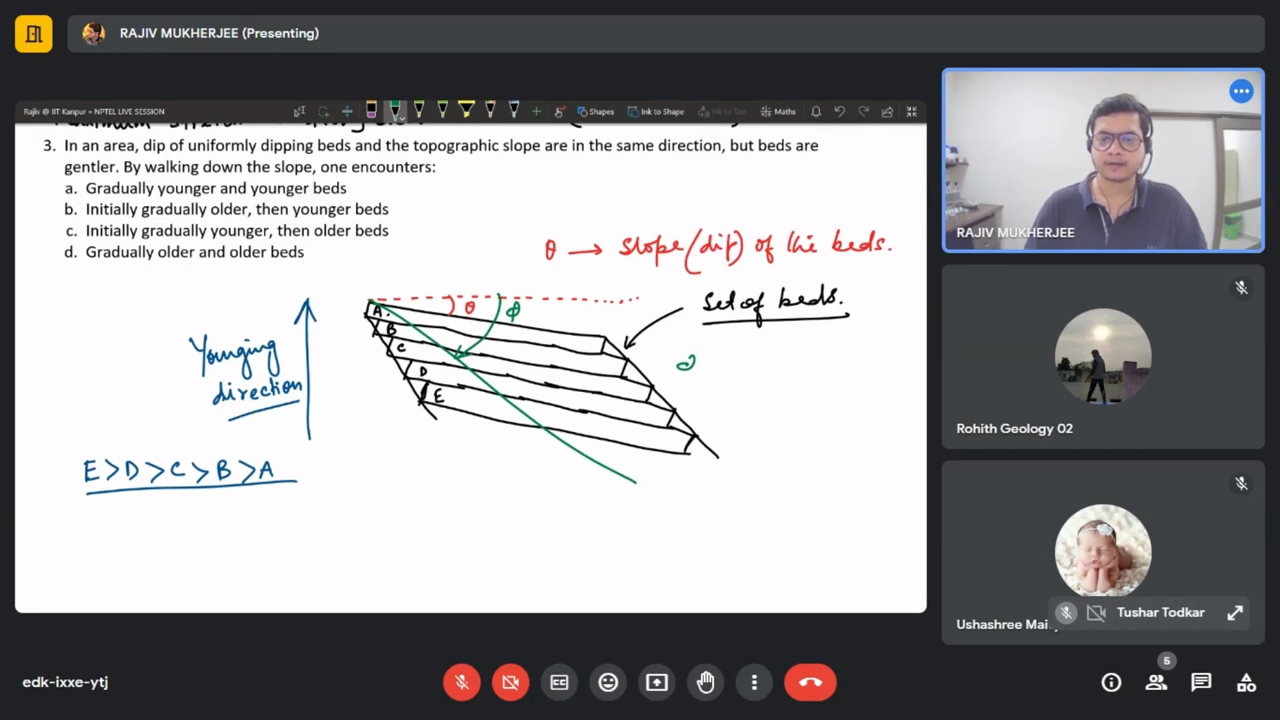 RAJIV MUKHERJEE (Presenting)
Rajiv @ IIT Kanpur » NPTEL LIVE SESSION
Shapes
Ink to Shape
Maths
3. In an area, dip of uniformly dipping beds and the topographic slope are in the same direction, but beds are
gentler. By walking down the slope, one encounters:
a. Gradually younger and younger beds
b. Initially gradually older, then younger beds
c. Initially gradually younger, then older beds
d. Gradually older and older beds
θ → Slope (dip) of the beds.
Set of beds.
θ
φ
A
B
C
D
E
Younging
direction
E > D > C > B > A
RAJIV MUKHERJEE
Rohith Geology 02
Tushar Todkar
Ushashree
edk-ixxe-ytj
5